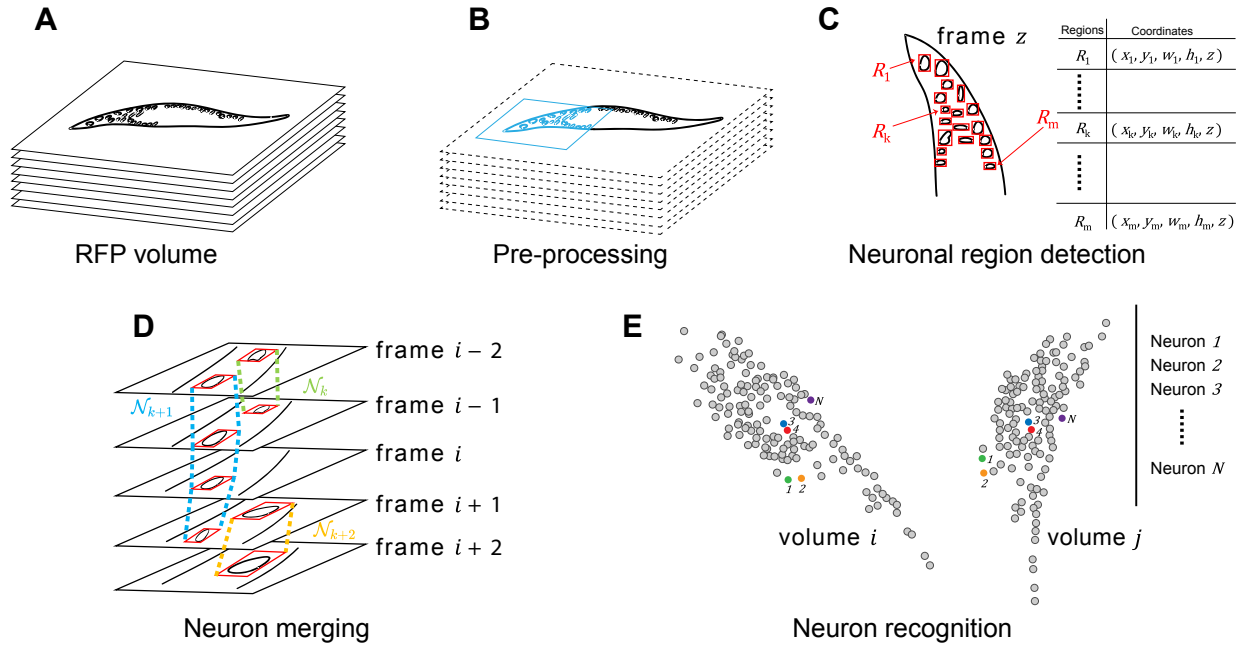 A
RFP volume
B
Pre-processing
C
frame z
R₁
Rₖ
Rₘ
Regions Coordinates
R₁ ( x₁, y₁, w₁, h₁, z)
Rₖ ( xₖ, yₖ, wₖ, hₖ, z)
Rₘ ( xₘ, yₘ, wₘ, hₘ, z)
Neuronal region detection
D
frame i − 2
𝒩ₖ
𝒩ₖ₊₁
frame i − 1
frame i
frame i + 1
𝒩ₖ₊₂
frame i + 2
Neuron merging
E
N
3
4
1
2
volume i
3
4
N
1
2
volume j
Neuron 1
Neuron 2
Neuron 3
Neuron N
Neuron recognition